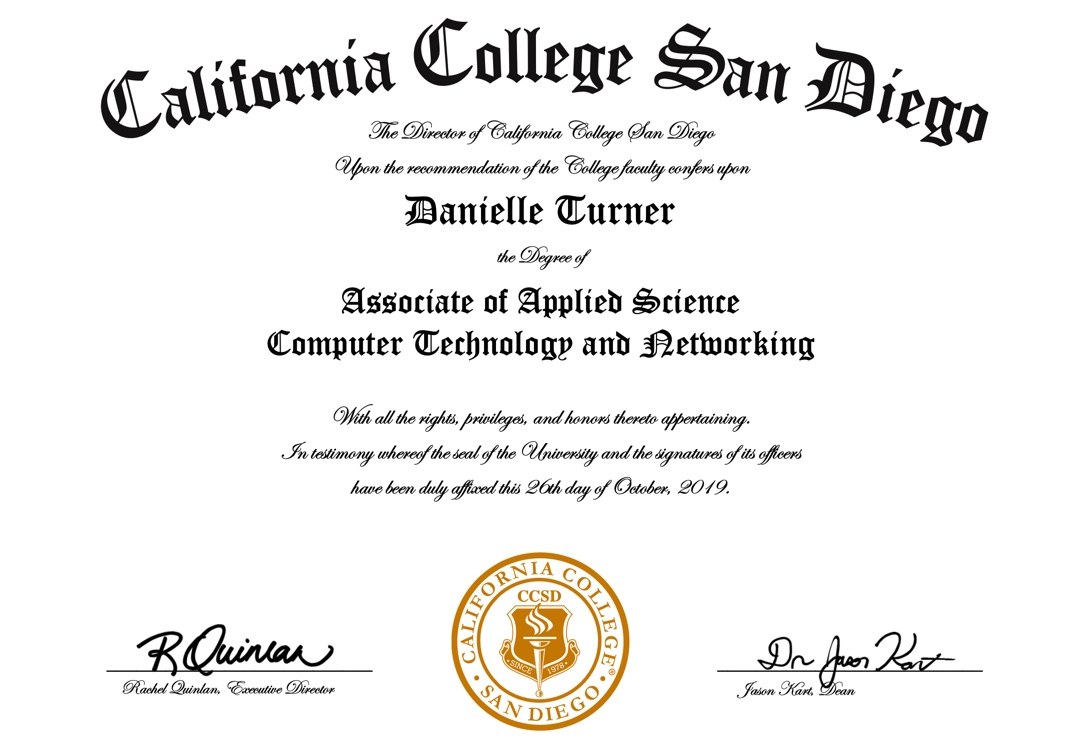 California College San Diego
The Director of California College San Diego
Upon the recommendation of the College faculty confers upon
Danielle Turner
the Degree of
Associate of Applied Science
Computer Technology and Networking
With all the rights, privileges, and honors thereto appertaining.
In testimony whereof the seal of the University and the signatures of its officers
have been duly affixed this 26th day of October, 2019.
CALIFORNIA COLLEGE®
CCSD
SINCE 1978
• SAN DIEGO •
R Quinlan
Rachel Quinlan, Executive Director
Dr Jason Kart
Jason Kart, Dean